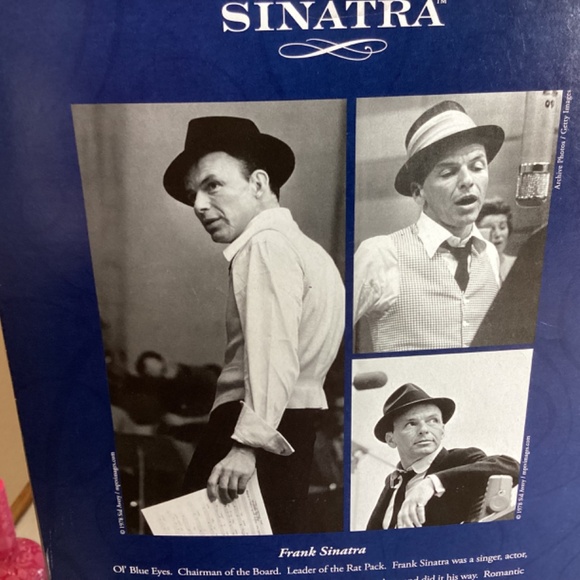 SINATRA™
01
Archive Photos / Getty Images
© 1978 Sid Avery / mptvimages.com
© 1978 Sid Avery / mptvimages.com
Frank Sinatra
Ol' Blue Eyes. Chairman of the Board. Leader of the Rat Pack. Frank Sinatra was a singer, actor,
and did it his way. Romantic